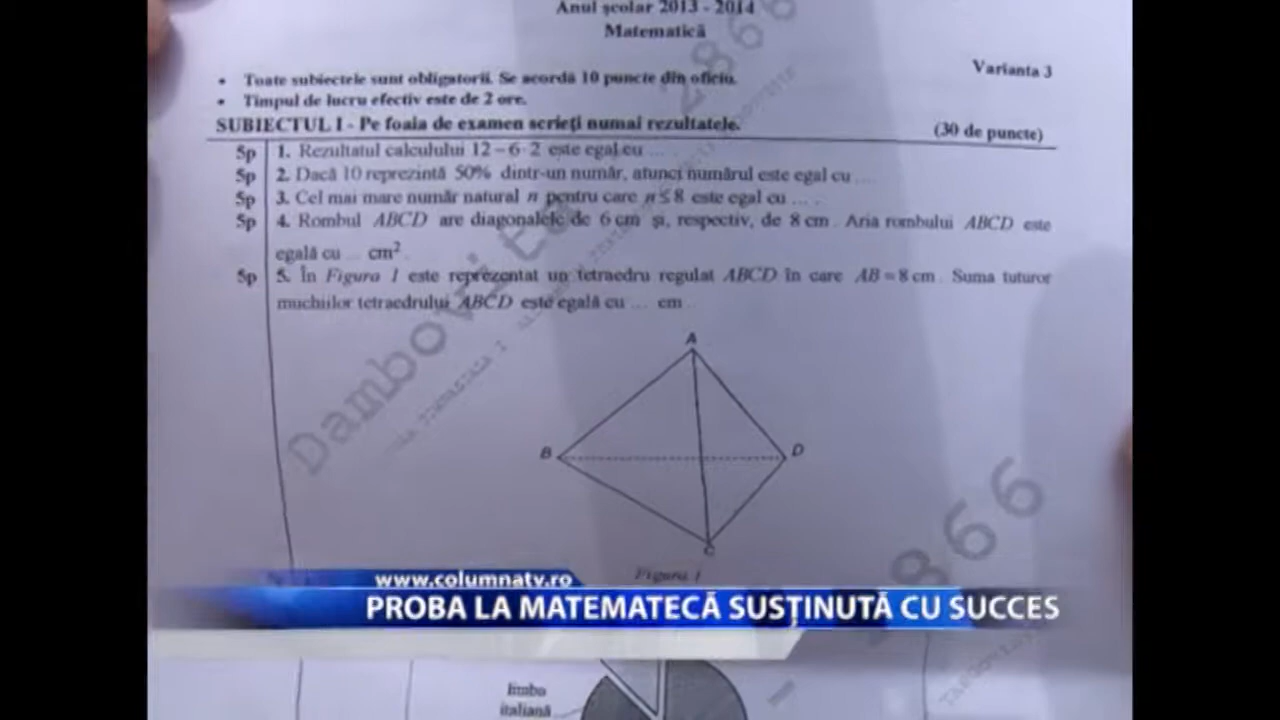 Anul școlar 2013 - 2014
Matematică
Varianta 3
• Toate subiectele sunt obligatorii. Se acordă 10 puncte din oficiu.
• Timpul de lucru efectiv este de 2 ore.
SUBIECTUL I - Pe foaia de examen scrieți numai rezultatele. (30 de puncte)
5p 1. Rezultatul calculului 12 – 6 · 2 este egal cu ... .
5p 2. Dacă 10 reprezintă 50% dintr-un număr, atunci numărul este egal cu ... .
5p 3. Cel mai mare număr natural n pentru care n ≤ 8 este egal cu ... .
5p 4. Rombul ABCD are diagonalele de 6 cm și, respectiv, de 8 cm . Aria rombului ABCD este
egală cu ... cm² .
5p 5. În Figura 1 este reprezentat un tetraedru regulat ABCD în care AB = 8 cm . Suma tuturor
muchiilor tetraedrului ABCD este egală cu ... cm .
A
B
D
C
Figura 1
Dambovita
2866
866
www.columnatv.ro
PROBA LA MATEMATECĂ SUSȚINUTĂ CU SUCCES
limba
italiană